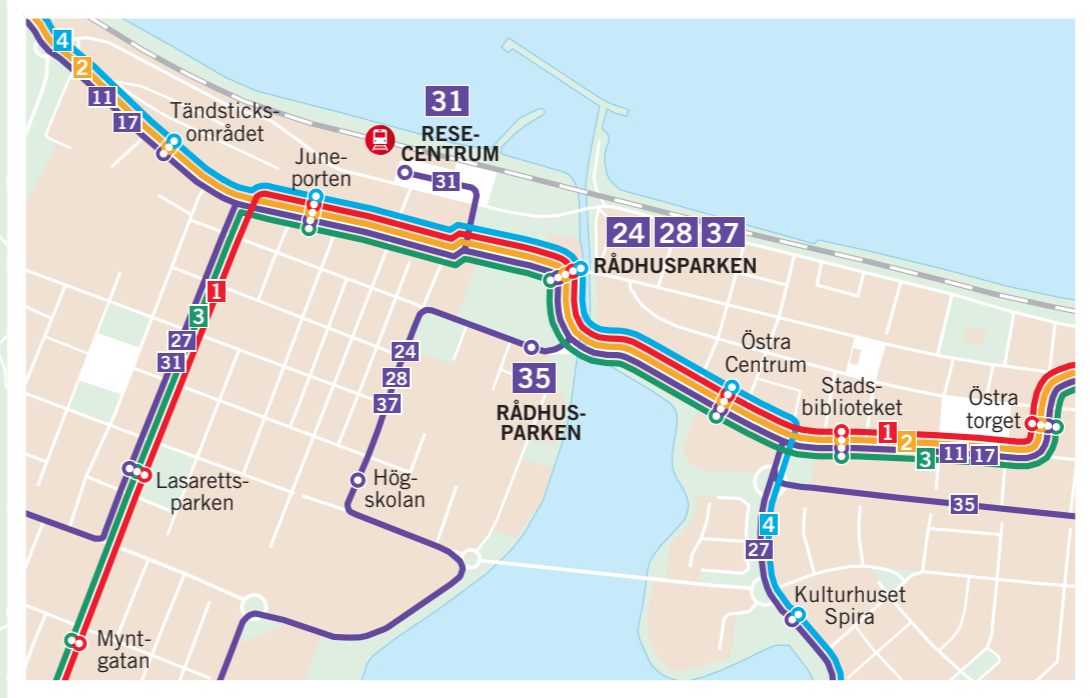 4
2
11
17
Tändsticks-
området
June-
porten
31
RESE-
CENTRUM
31
24 28 37
RÅDHUSPARKEN
1
3
27
31
24
28
37
35
RÅDHUS-
PARKEN
Östra
Centrum
Stads-
biblioteket
Östra
torget
1 2
3 11 17
35
4
27
Lasaretts-
parken
Hög-
skolan
Kulturhuset
Spira
Mynt-
gatan